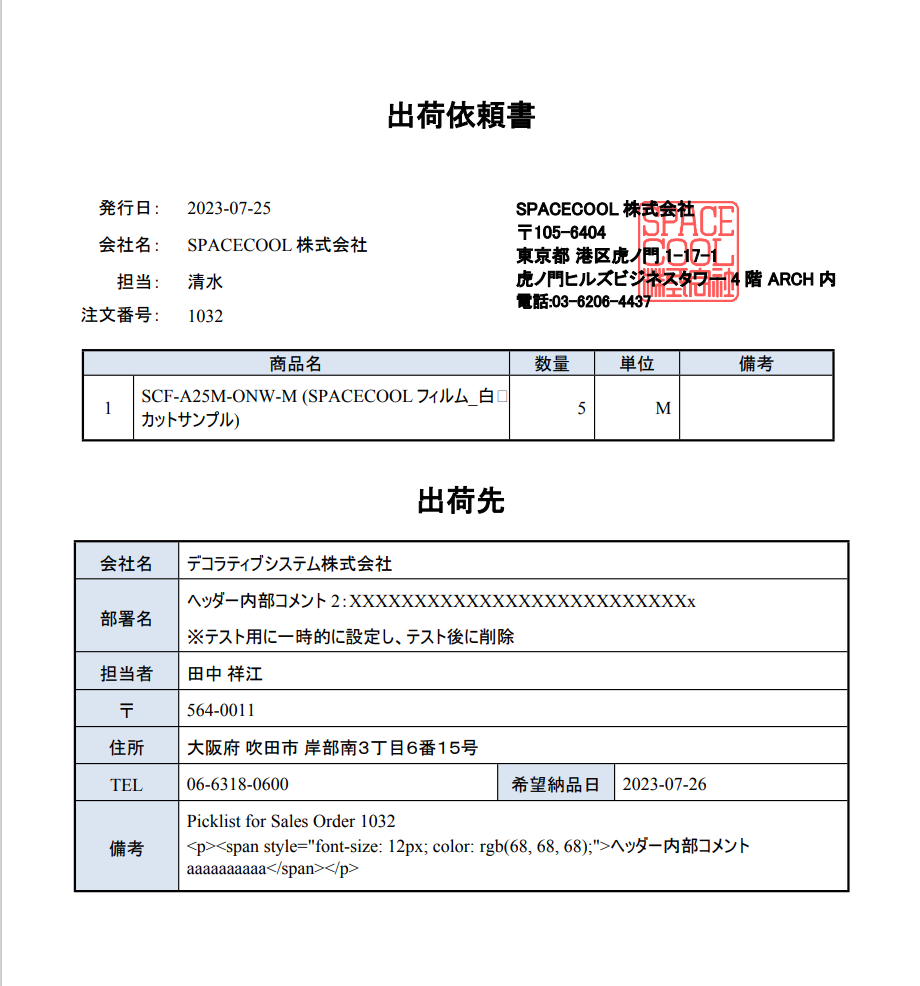 出荷依頼書
発行日： 2023-07-25
会社名： SPACECOOL 株式会社
担当： 清水
注文番号： 1032
SPACECOOL 株式会社
〒105-6404
東京都 港区虎ノ門 1-17-1
虎ノ門ヒルズビジネスタワー 4 階 ARCH 内
電話:03-6206-4437
SPACE
COOL
株式会社
商品名 数量 単位 備考
1 SCF-A25M-ONW-M (SPACECOOL フィルム_白□ 5 M
カットサンプル)
出荷先
会社名 デコラティブシステム株式会社
部署名 ヘッダー内部コメント 2：XXXXXXXXXXXXXXXXXXXXXXXXXXx
※テスト用に一時的に設定し、テスト後に削除
担当者 田中 祥江
〒 564-0011
住所 大阪府 吹田市 岸部南３丁目６番１５号
TEL 06-6318-0600 希望納品日 2023-07-26
備考 Picklist for Sales Order 1032
<p><span style="font-size: 12px; color: rgb(68, 68, 68);">ヘッダー内部コメント
aaaaaaaaaa</span></p>